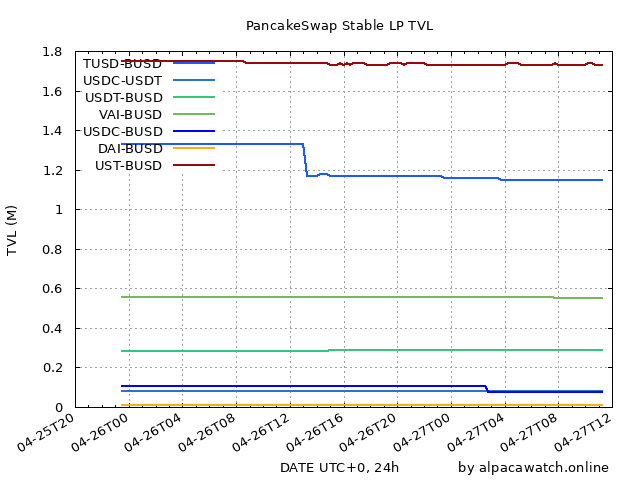 PancakeSwap Stable LP TVL
1.8
1.6
1.4
1.2
1
0.8
0.6
0.4
0.2
0
TVL (M)
TUSD-BUSD
USDC-USDT
USDT-BUSD
VAI-BUSD
USDC-BUSD
DAI-BUSD
UST-BUSD
04-25T20
04-26T00
04-26T04
04-26T08
04-26T12
04-26T16
04-26T20
04-27T00
04-27T04
04-27T08
04-27T12
DATE UTC+0, 24h
by alpacawatch.online